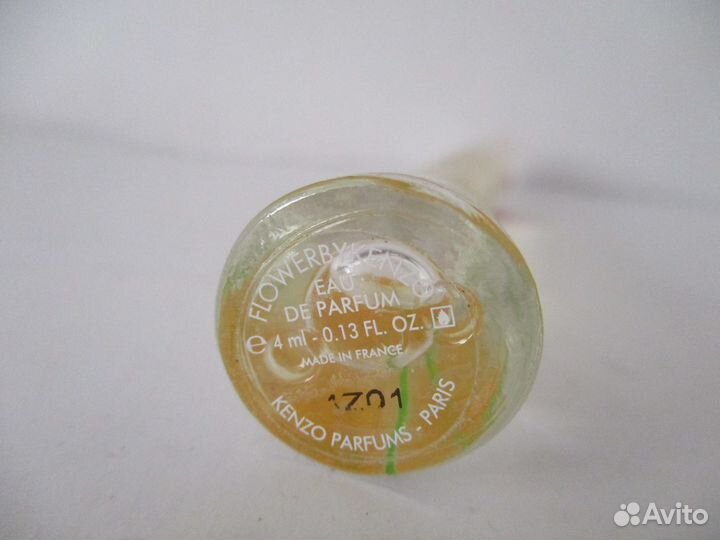 FLOWERBYKENZO
EAU
DE PARFUM
e 4 ml - 0.13 FL. OZ.
MADE IN FRANCE
1Z01
KENZO PARFUMS - PARIS
Avito